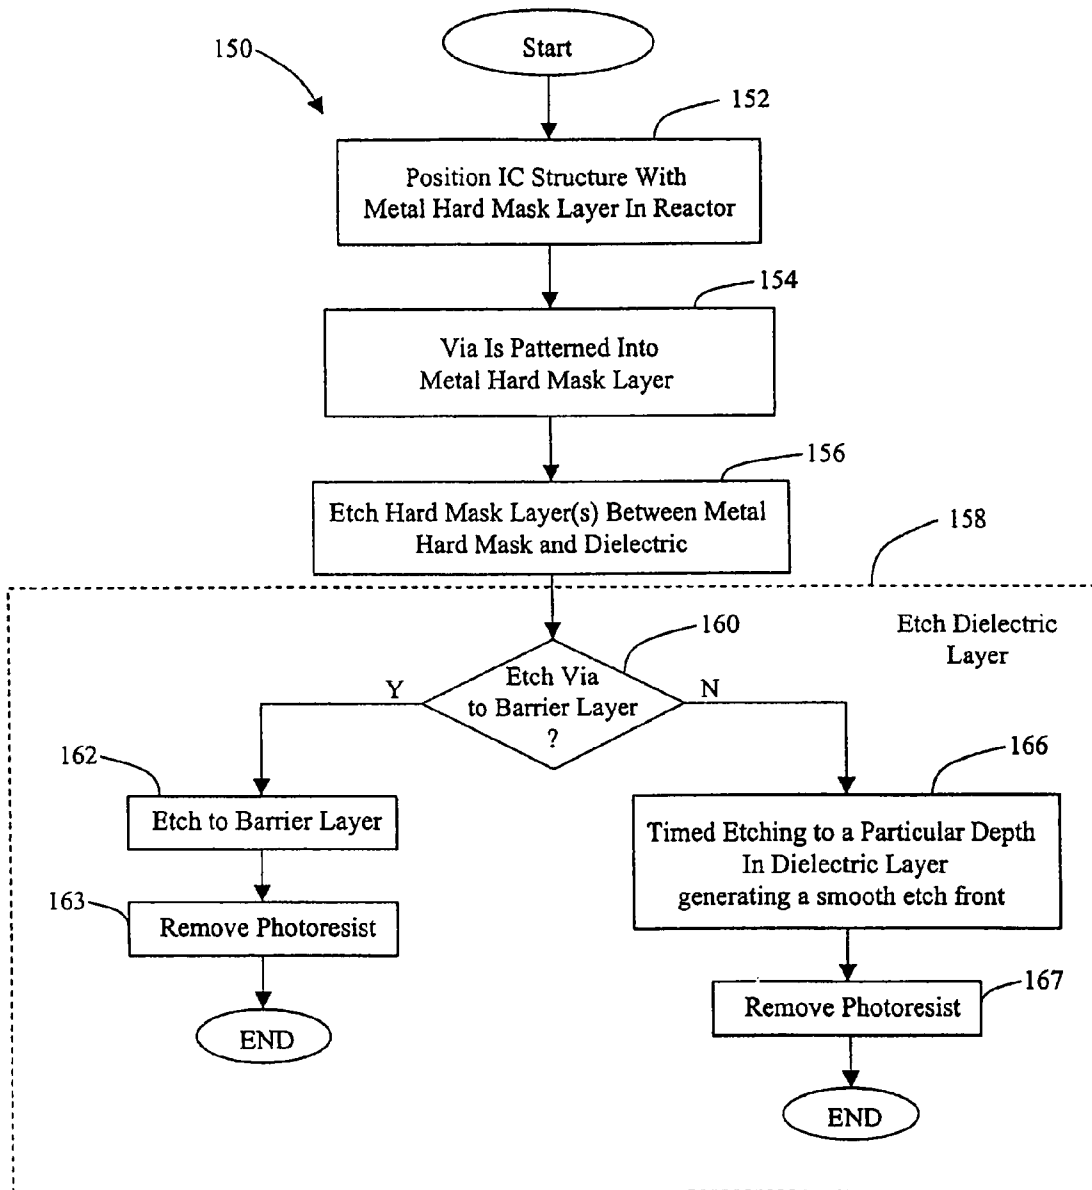 Start
150
152
Position IC Structure With
Metal Hard Mask Layer In Reactor
154
Via Is Patterned Into
Metal Hard Mask Layer
156
Etch Hard Mask Layer(s) Between Metal
Hard Mask and Dielectric
158
Etch Dielectric
Layer
160
Etch Via
to Barrier Layer
?
Y
N
162
Etch to Barrier Layer
163
Remove Photoresist
END
166
Timed Etching to a Particular Depth
In Dielectric Layer
generating a smooth etch front
167
Remove Photoresist
END